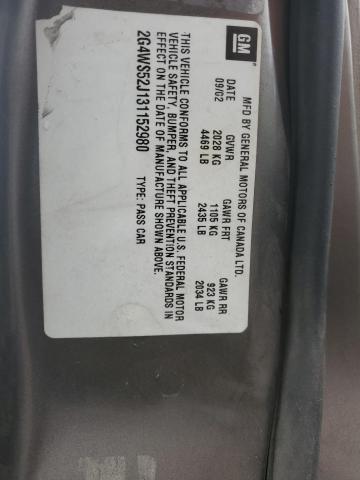 GM
MFD BY GENERAL MOTORS OF CANADA LTD.
DATE GVWR GAWR FRT GAWR RR
09/02 2028 KG 1105 KG 923 KG
4469 LB 2435 LB 2034 LB
THIS VEHICLE CONFORMS TO ALL APPLICABLE U.S. FEDERAL MOTOR
VEHICLE SAFETY, BUMPER, AND THEFT PREVENTION STANDARDS IN
EFFECT ON THE DATE OF MANUFACTURE SHOWN ABOVE.
2G4WS52J131152980 TYPE: PASS CAR